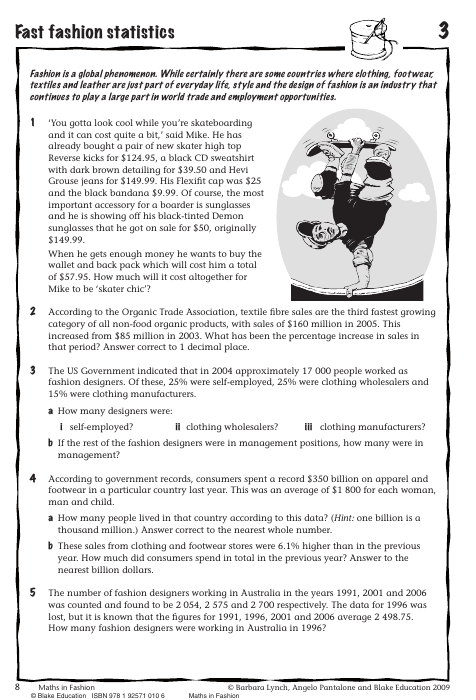 Fast fashion statistics
3
Fashion is a global phenomenon. While certainly there are some countries where clothing, footwear,
textiles and leather are just part of everyday life, style and the design of fashion is an industry that
continues to play a large part in world trade and employment opportunities.
1 'You gotta look cool while you're skateboarding
and it can cost quite a bit,' said Mike. He has
already bought a pair of new skater high top
Reverse kicks for $124.95, a black CD sweatshirt
with dark brown detailing for $39.50 and Hevi
Grouse jeans for $149.99. His Flexifit cap was $25
and the black bandana $9.99. Of course, the most
important accessory for a boarder is sunglasses
and he is showing off his black-tinted Demon
sunglasses that he got on sale for $50, originally
$149.99.
When he gets enough money he wants to buy the
wallet and back pack which will cost him a total
of $57.95. How much will it cost altogether for
Mike to be 'skater chic'?
2 According to the Organic Trade Association, textile fibre sales are the third fastest growing
category of all non-food organic products, with sales of $160 million in 2005. This
increased from $85 million in 2003. What has been the percentage increase in sales in
that period? Answer correct to 1 decimal place.
3 The US Government indicated that in 2004 approximately 17 000 people worked as
fashion designers. Of these, 25% were self-employed, 25% were clothing wholesalers and
15% were clothing manufacturers.
a How many designers were:
i self-employed? ii clothing wholesalers? iii clothing manufacturers?
b If the rest of the fashion designers were in management positions, how many were in
management?
4 According to government records, consumers spent a record $350 billion on apparel and
footwear in a particular country last year. This was an average of $1 800 for each woman,
man and child.
a How many people lived in that country according to this data? (Hint: one billion is a
thousand million.) Answer correct to the nearest whole number.
b These sales from clothing and footwear stores were 6.1% higher than in the previous
year. How much did consumers spend in total in the previous year? Answer to the
nearest billion dollars.
5 The number of fashion designers working in Australia in the years 1991, 2001 and 2006
was counted and found to be 2 054, 2 575 and 2 700 respectively. The data for 1996 was
lost, but it is known that the figures for 1991, 1996, 2001 and 2006 average 2 498.75.
How many fashion designers were working in Australia in 1996?
8 Maths in Fashion © Barbara Lynch, Angelo Pantalone and Blake Education 2009
© Blake Education ISBN 978 1 92571 010 6 Maths in Fashion